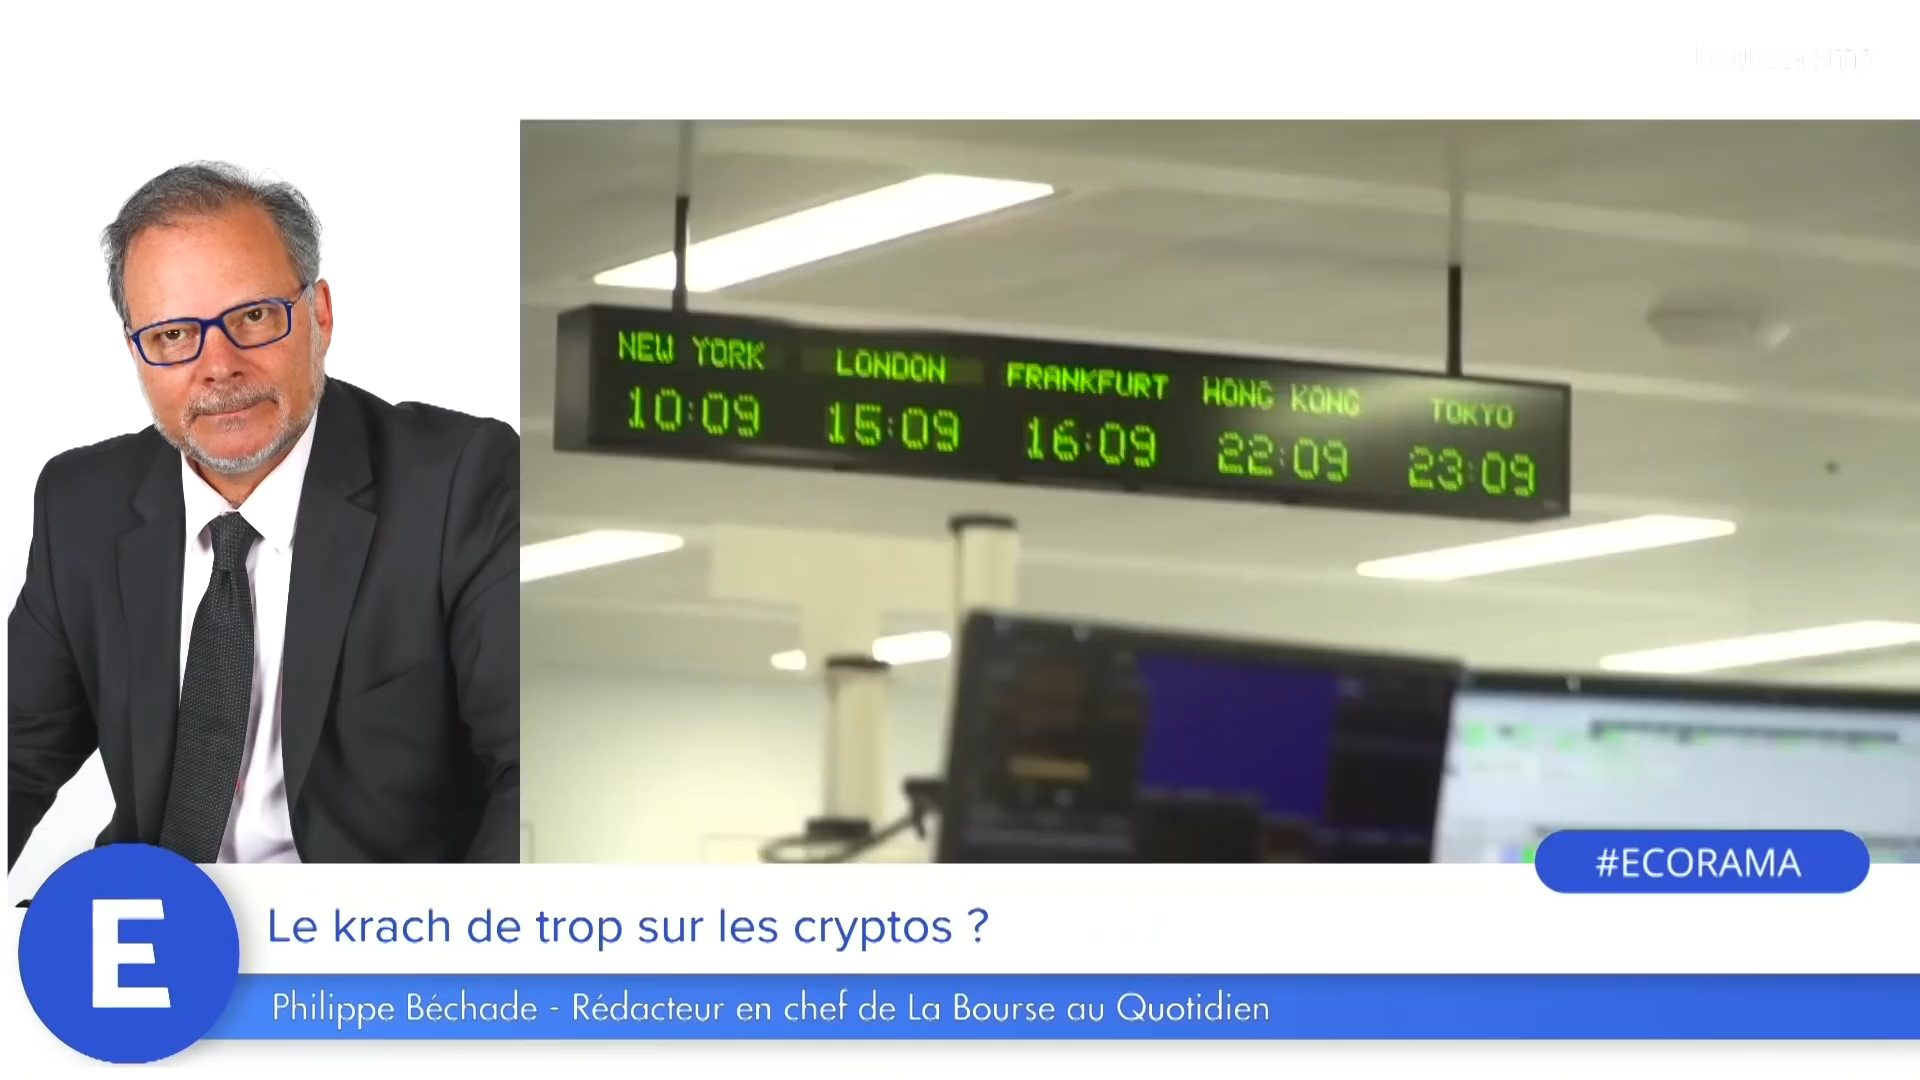 NEW YORK LONDON FRANKFURT HONG KONG TOKYO
10:09 15:09 16:09 22:09 23:09
#ECORAMA
E
Le krach de trop sur les cryptos ?
Philippe Béchade - Rédacteur en chef de La Bourse au Quotidien